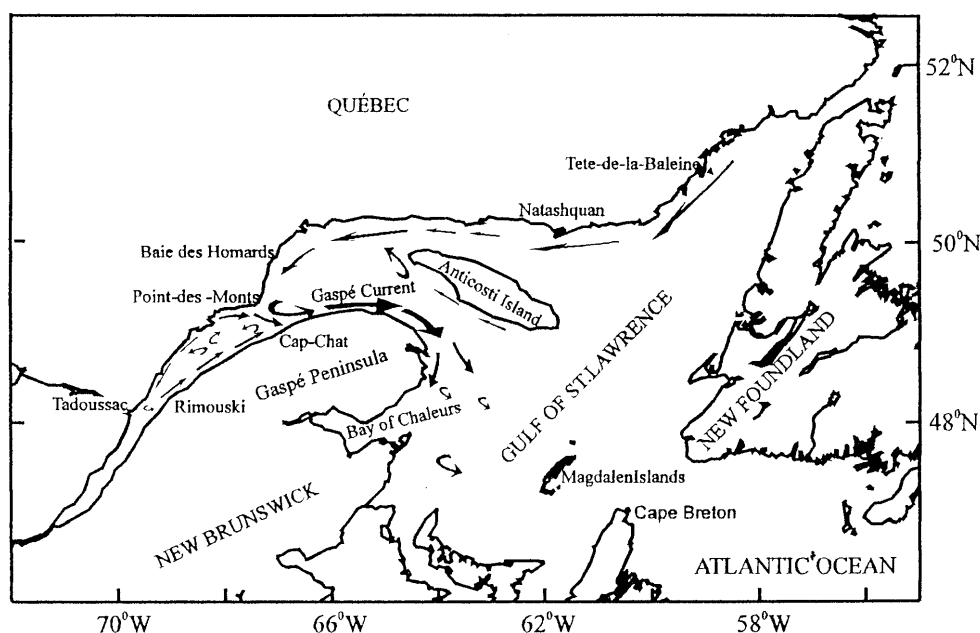 52°N
QUÉBEC
Tete-de-la-Baleine
Natashquan
50°N
Baie des Homards
Anticosti Island
Point-des -Monts
Gaspé Current
Cap-Chat
Gaspé Peninsula
GULF OF ST.LAWRENCE
NEW FOUNDLAND
Tadoussac
Rimouski
Bay of Chaleurs
48°N
MagdalenIslands
NEW BRUNSWICK
Cape Breton
ATLANTIC OCEAN
70°W
66°W
62°W
58°W